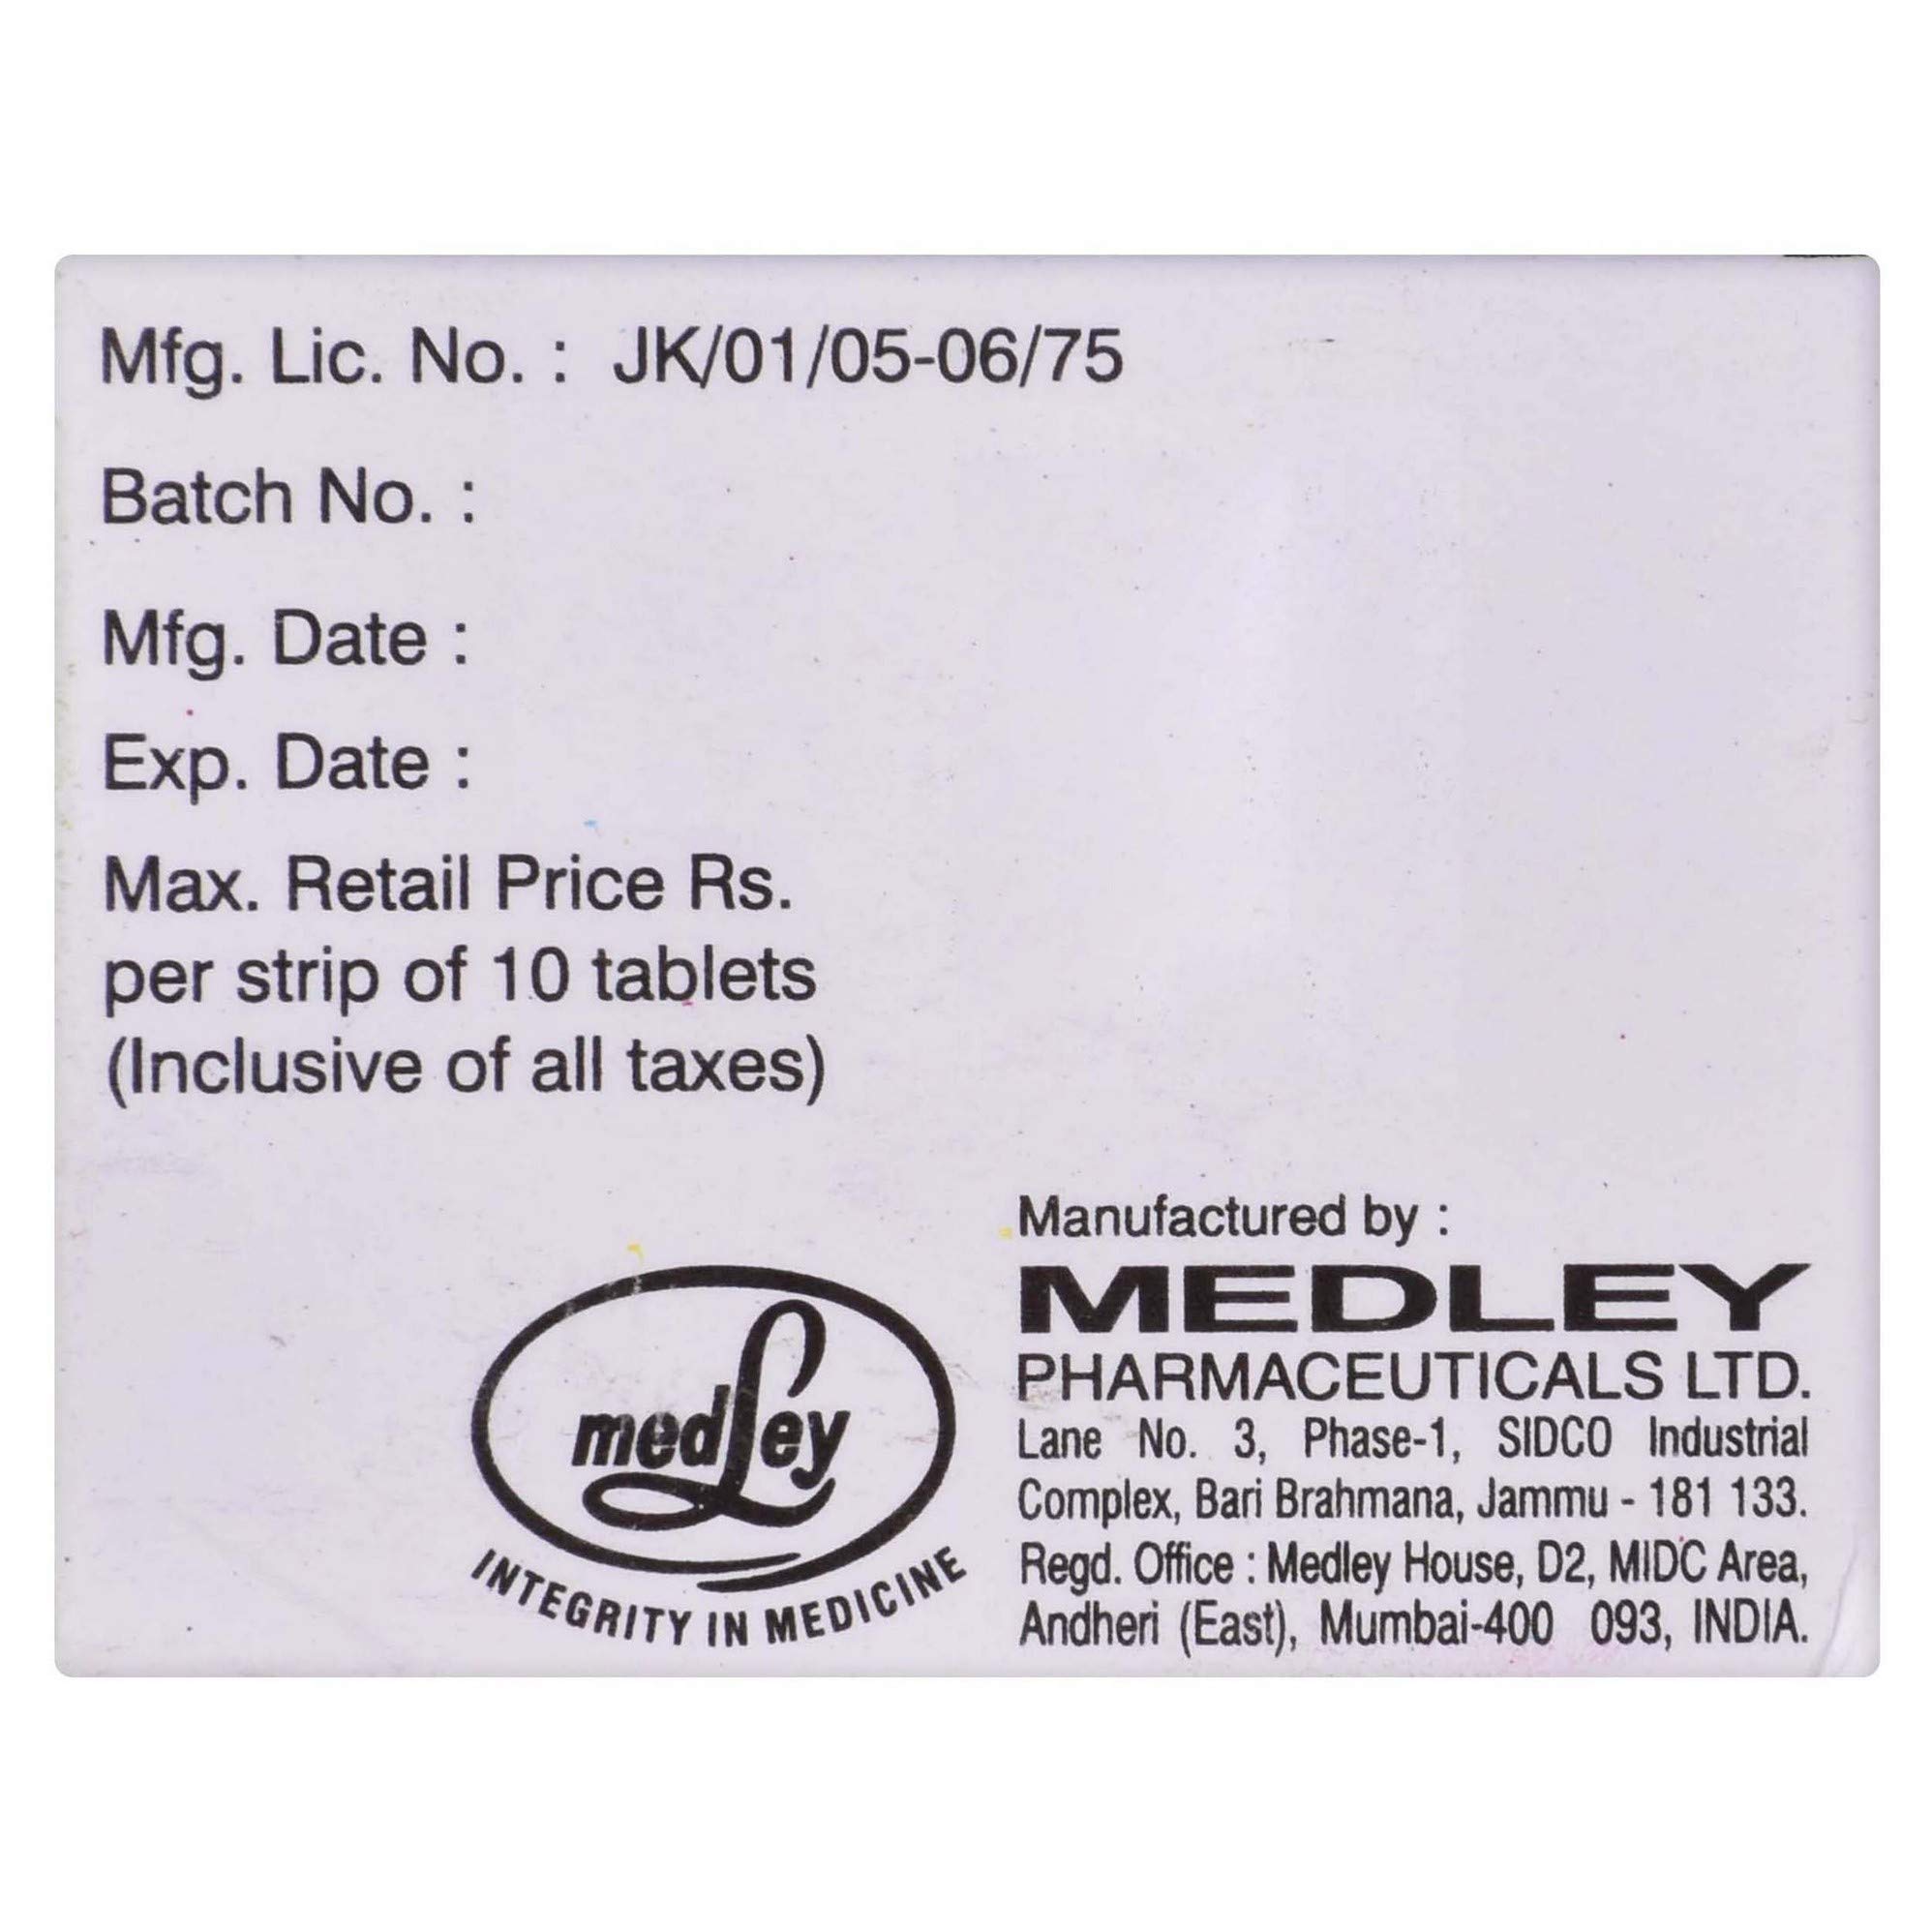 Mfg. Lic. No. : JK/01/05-06/75
Batch No. :
Mfg. Date :
Exp. Date :
Max. Retail Price Rs.
per strip of 10 tablets
(Inclusive of all taxes)
medley
INTEGRITY IN MEDICINE
Manufactured by :
MEDLEY
PHARMACEUTICALS LTD.
Lane No. 3, Phase-1, SIDCO Industrial
Complex, Bari Brahmana, Jammu - 181 133.
Regd. Office : Medley House, D2, MIDC Area,
Andheri (East), Mumbai-400 093, INDIA.